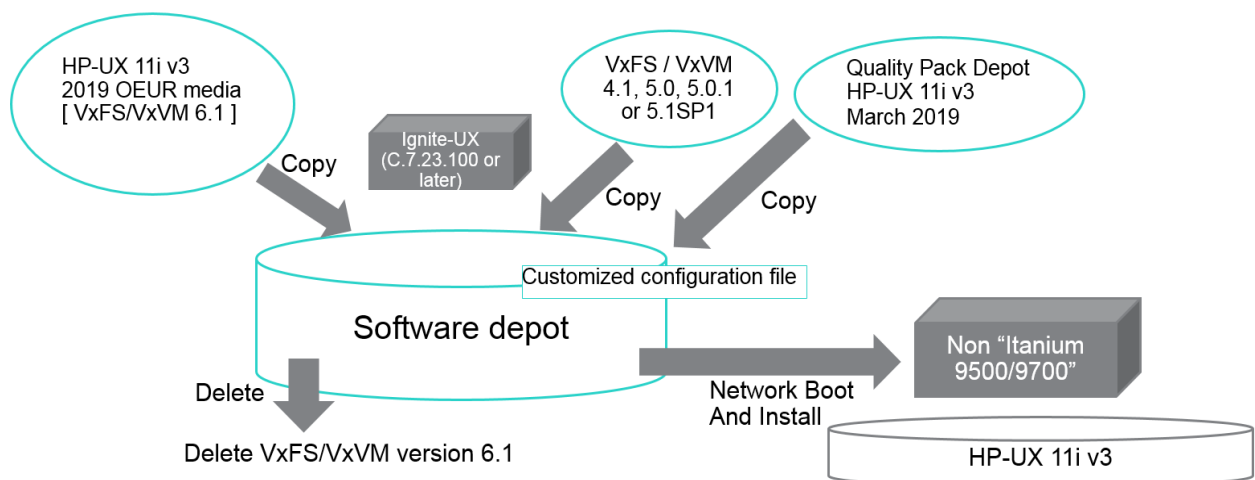 HP-UX 11i v3
2019 OEUR media
[ VxFS/VxVM 6.1 ]
VxFS / VxVM
4.1, 5.0, 5.0.1
or 5.1SP1
Quality Pack Depot
HP-UX 11i v3
March 2019
Ignite-UX
(C.7.23.100 or
later)
Copy
Copy
Copy
Customized configuration file
Software depot
Non “Itanium
9500/9700”
Delete
Network Boot
And Install
Delete VxFS/VxVM version 6.1
HP-UX 11i v3